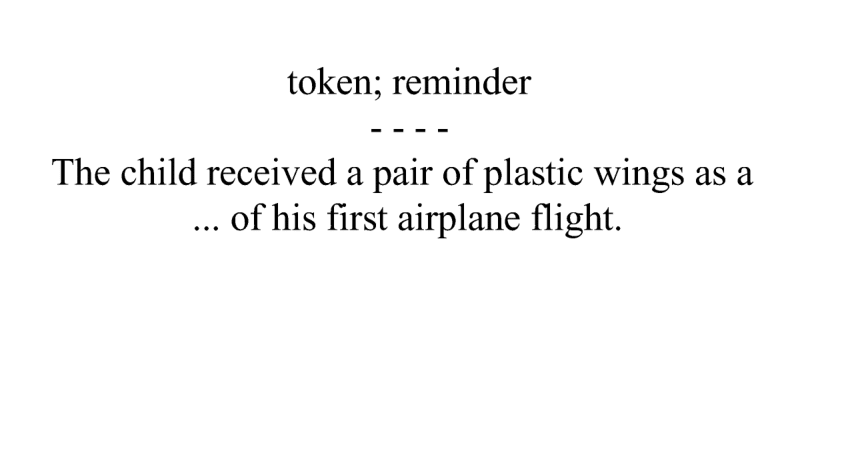 token; reminder
- - - -
The child received a pair of plastic wings as a
... of his first airplane flight.